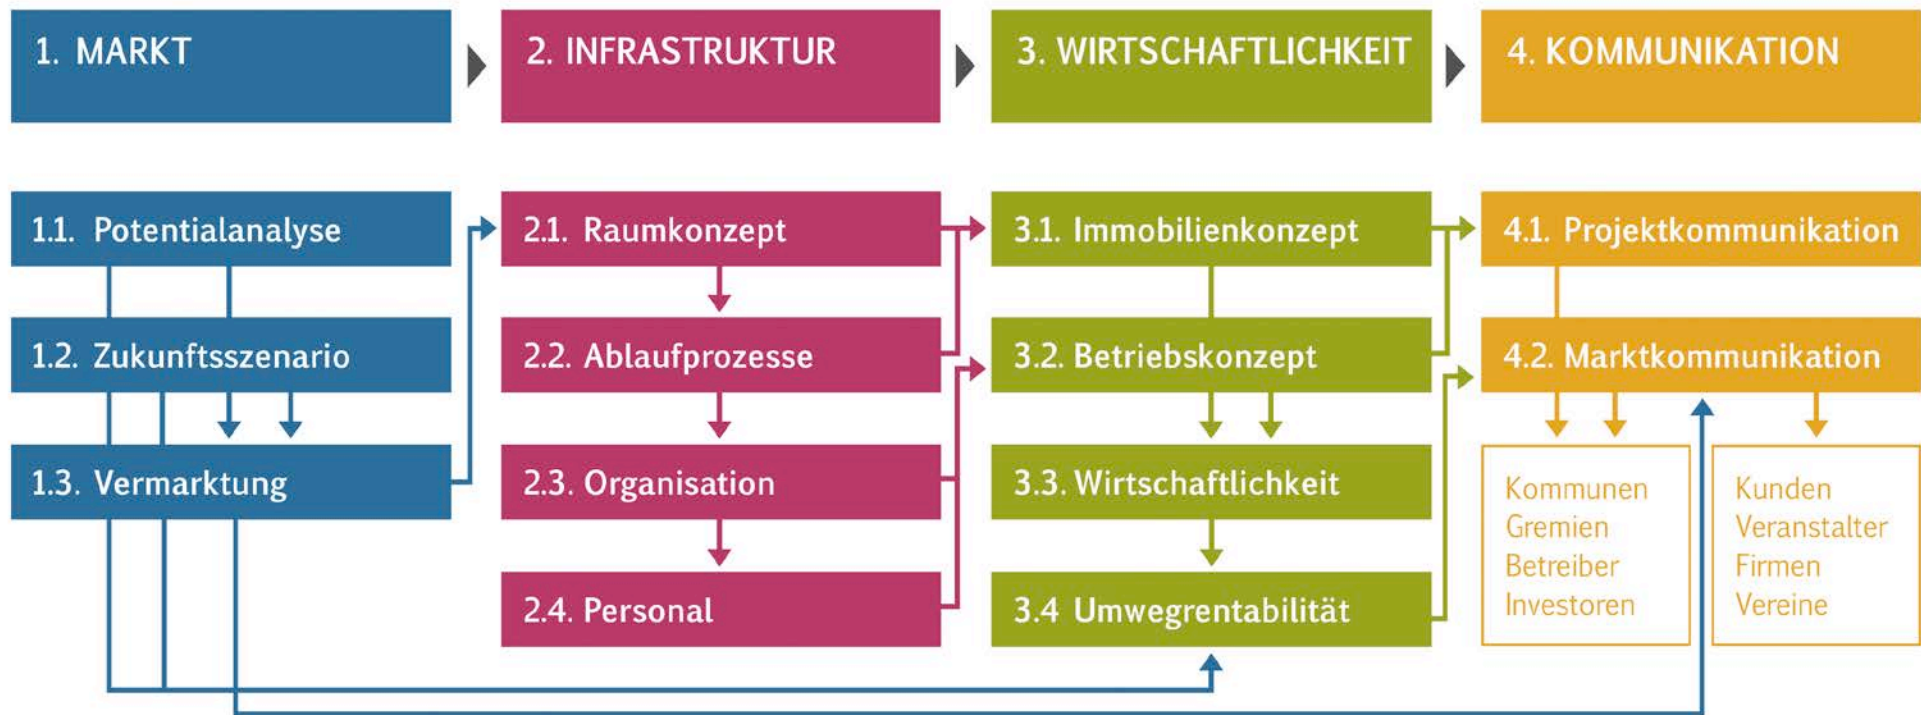 1. MARKT
2. INFRASTRUKTUR
3. WIRTSCHAFTLICHKEIT
4. KOMMUNIKATION
1.1. Potentialanalyse
1.2. Zukunftsszenario
1.3. Vermarktung
2.1. Raumkonzept
2.2. Ablaufprozesse
2.3. Organisation
2.4. Personal
3.1. Immobilienkonzept
3.2. Betriebskonzept
3.3. Wirtschaftlichkeit
3.4 Umwegrentabilität
4.1. Projektkommunikation
4.2. Marktkommunikation
Kommunen
Gremien
Betreiber
Investoren
Kunden
Veranstalter
Firmen
Vereine